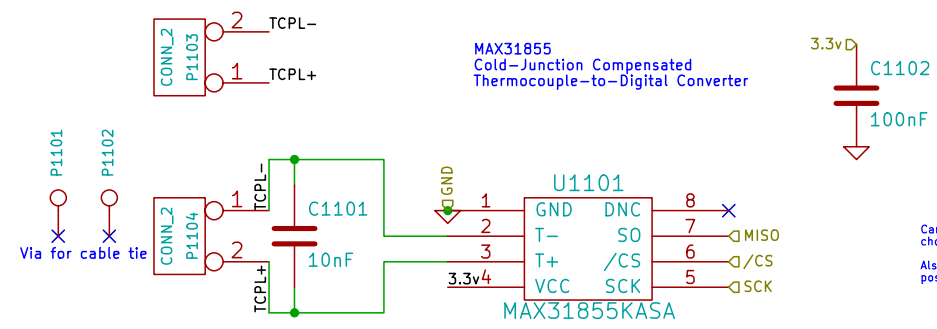 2
TCPL-
CONN_2
P1103
1
TCPL+
MAX31855
Cold-Junction Compensated
Thermocouple-to-Digital Converter
3.3v
C1102
100nF
P1101
P1102
Via for cable tie
CONN_2
P1104
1
TCPL-
2
TCPL+
C1101
10nF
GND
U1101
1 GND DNC 8
2 T- SO 7 MISO
3 T+ /CS 6 /CS
3.3v 4 VCC SCK 5 SCK
MAX31855KASA